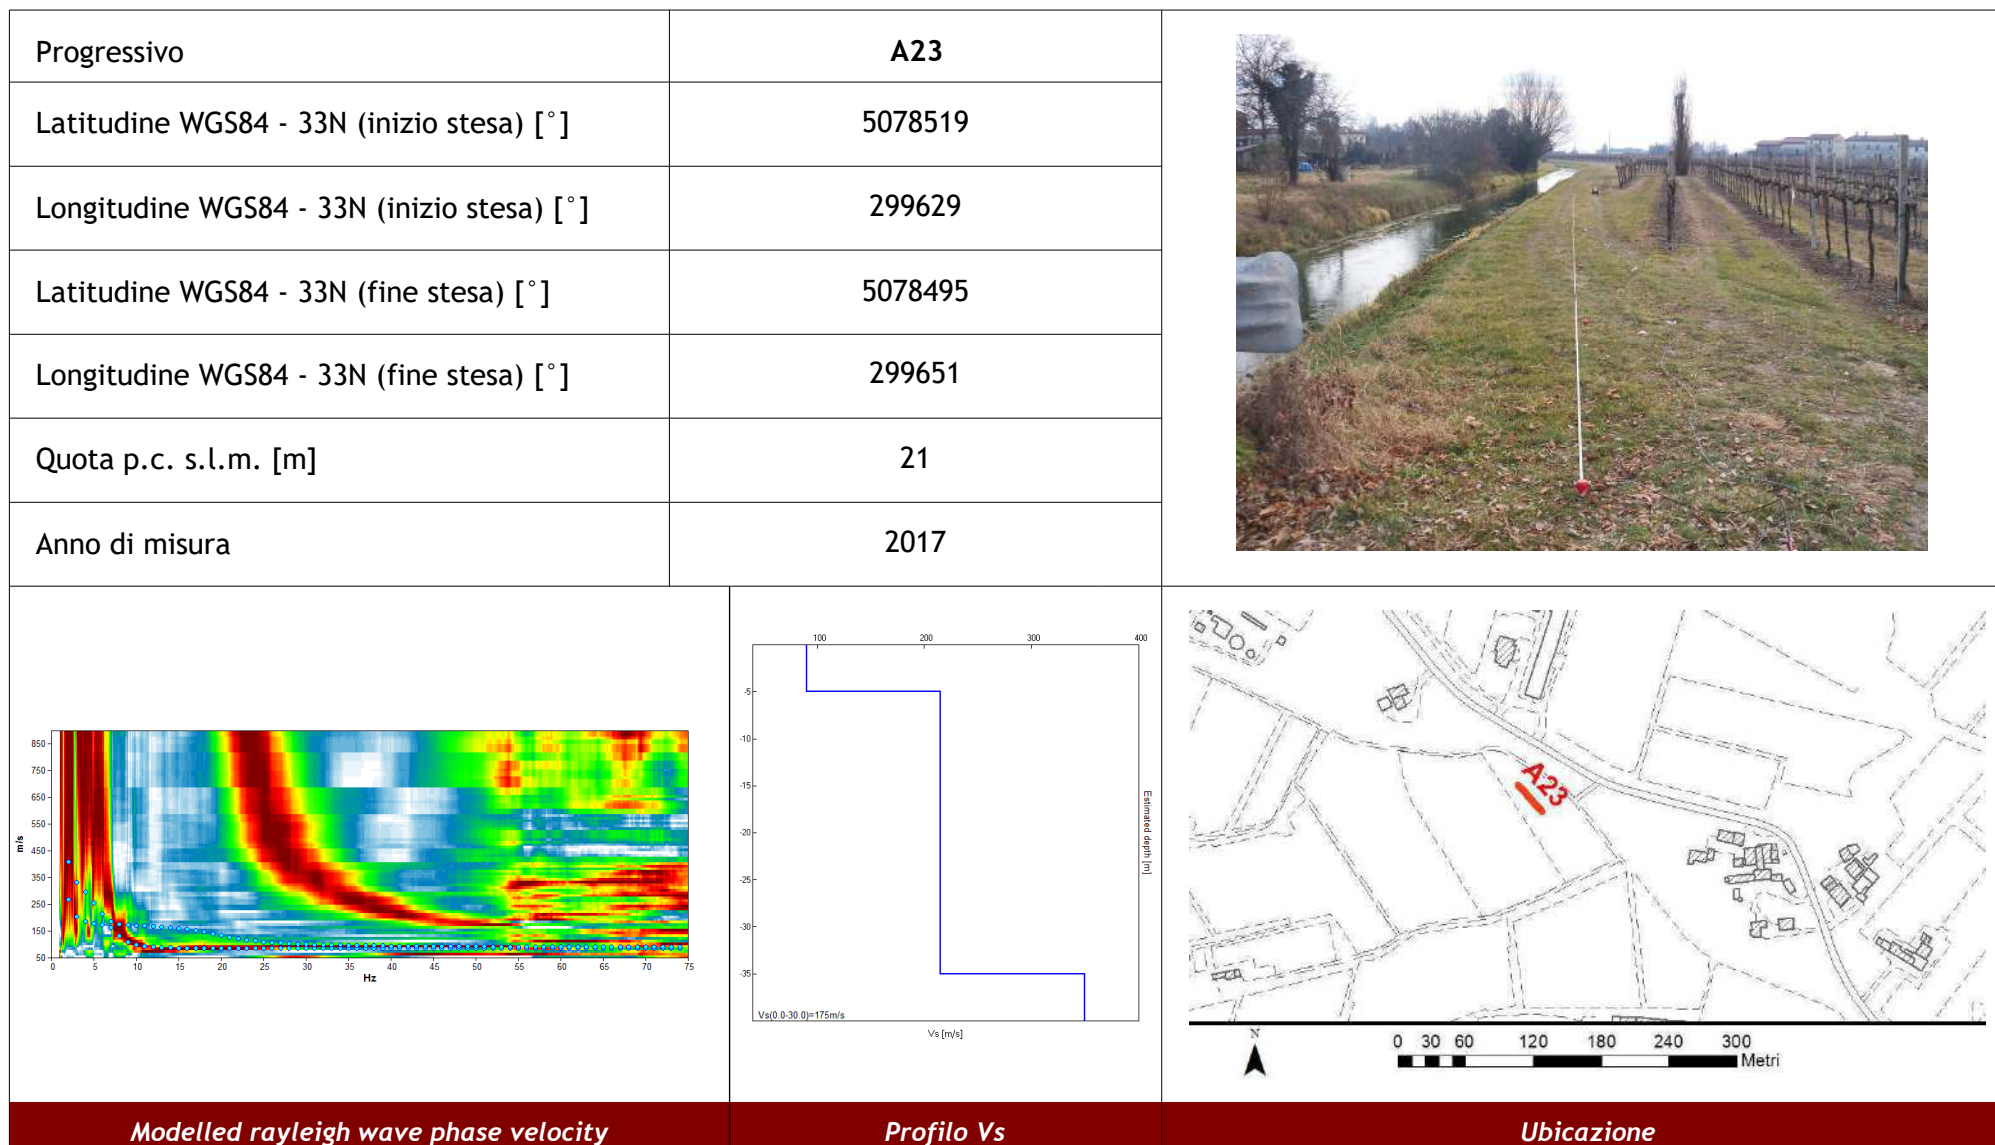 Progressivo
A23
Latitudine WGS84 - 33N (inizio stesa) [°]
5078519
Longitudine WGS84 - 33N (inizio stesa) [°]
299629
Latitudine WGS84 - 33N (fine stesa) [°]
5078495
Longitudine WGS84 - 33N (fine stesa) [°]
299651
Quota p.c. s.l.m. [m]
21
Anno di misura
2017
850
750
650
550
450
350
250
150
50
m/s
0 5 10 15 20 25 30 35 40 45 50 55 60 65 70 75
Hz
100 200 300 400
-5
-10
-15
-20
-25
-30
-35
Estimated depth [m]
Vs(0.0-30.0)=175m/s
Vs [m/s]
A23
N
0 30 60 120 180 240 300
Metri
Modelled rayleigh wave phase velocity
Profilo Vs
Ubicazione